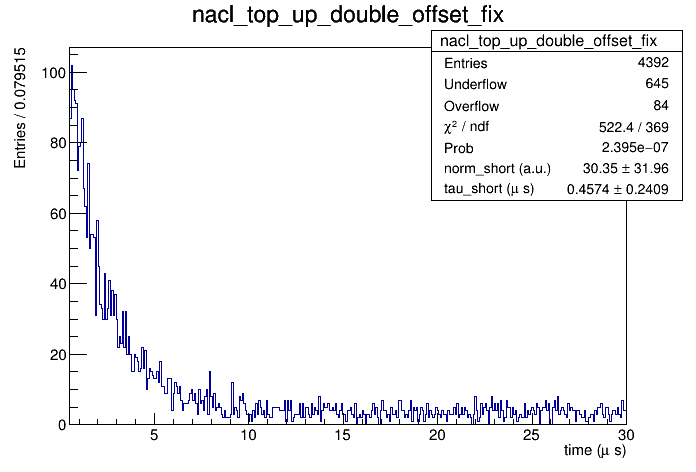 nacl_top_up_double_offset_fix
nacl_top_up_double_offset_fix
Entries 4392
Underflow 645
Overflow 84
χ² / ndf 522.4 / 369
Prob 2.395e−07
norm_short (a.u.) 30.35 ± 31.96
tau_short (μ s) 0.4574 ± 0.2409
Entries / 0.079515
100
80
60
40
20
0
5 10 15 20 25 30
time (μ s)